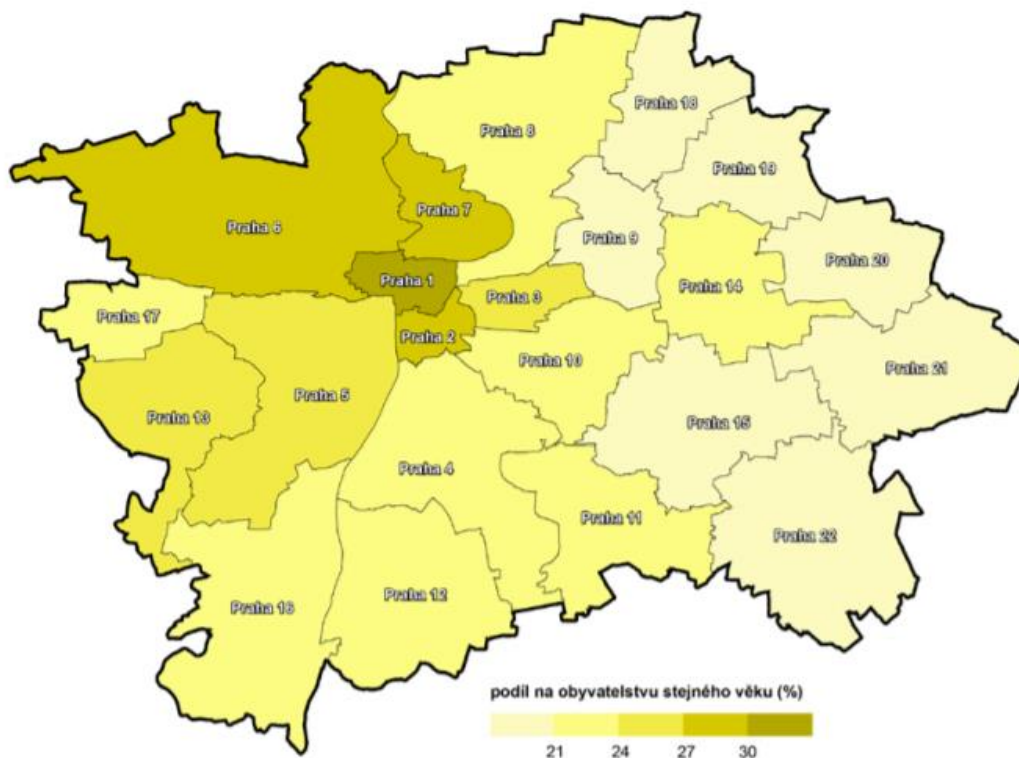 Praha 18
Praha 8
Praha 19
Praha 7
Praha 6
Praha 9
Praha 20
Praha 1
Praha 14
Praha 3
Praha 17
Praha 2
Praha 10
Praha 21
Praha 5
Praha 13
Praha 15
Praha 4
Praha 11
Praha 22
Praha 12
Praha 16
podíl na obyvatelstvu stejného věku (%)
21 24 27 30